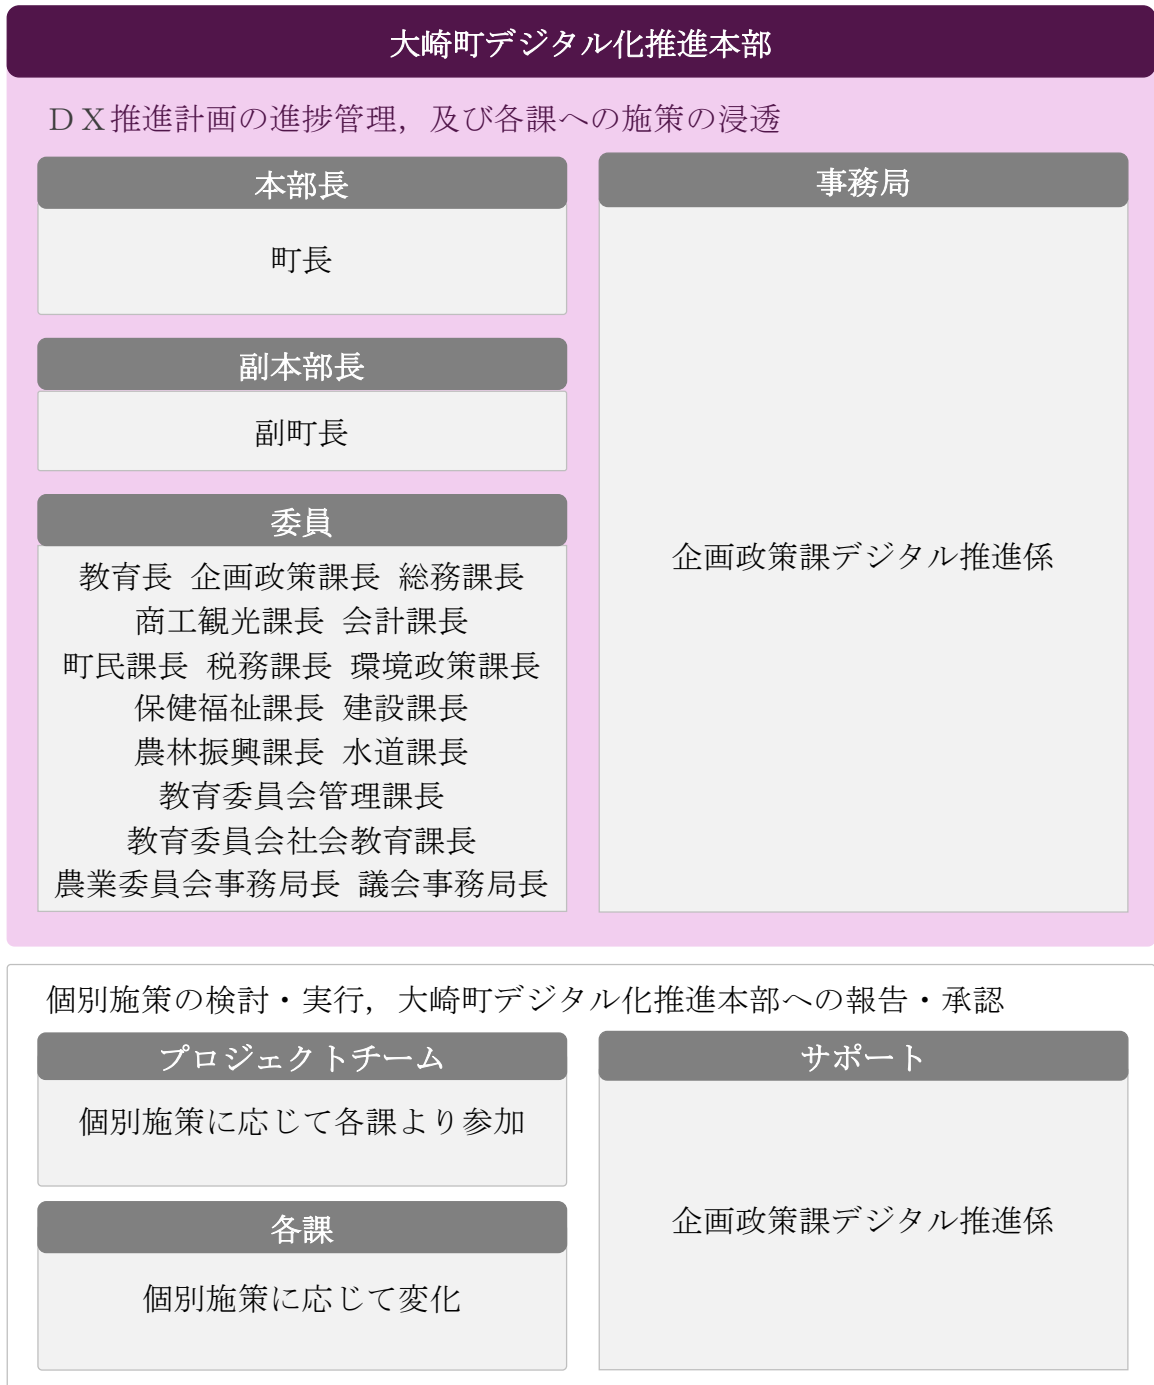 大崎町デジタル化推進本部
ＤＸ推進計画の進捗管理，及び各課への施策の浸透
本部長
町長
副本部長
副町長
委員
教育長 企画政策課長 総務課長
商工観光課長 会計課長
町民課長 税務課長 環境政策課長
保健福祉課長 建設課長
農林振興課長 水道課長
教育委員会管理課長
教育委員会社会教育課長
農業委員会事務局長 議会事務局長
事務局
企画政策課デジタル推進係
個別施策の検討・実行，大崎町デジタル化推進本部への報告・承認
プロジェクトチーム
個別施策に応じて各課より参加
各課
個別施策に応じて変化
サポート
企画政策課デジタル推進係